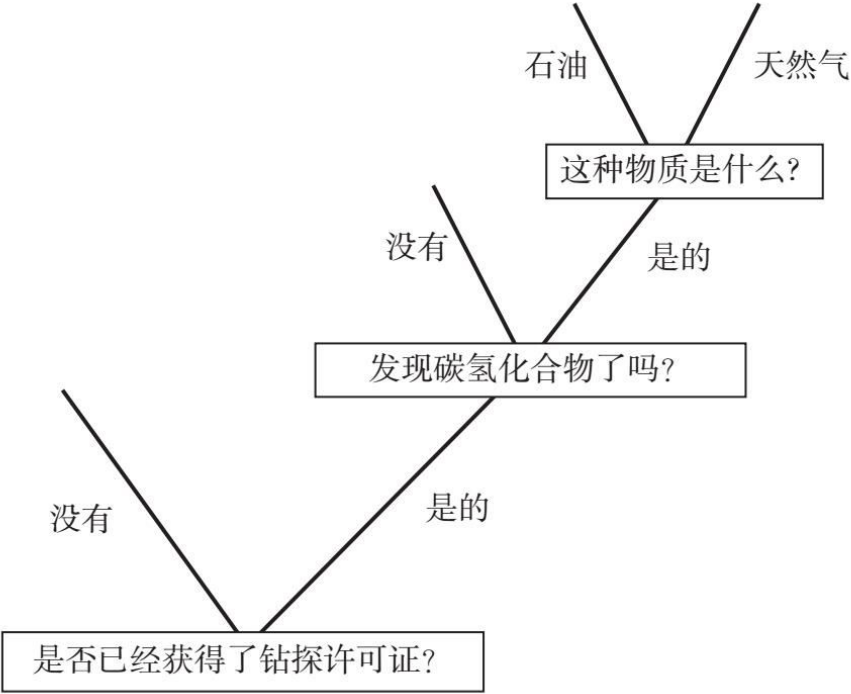 石油
天然气
这种物质是什么?
没有
是的
发现碳氢化合物了吗?
没有
是的
是否已经获得了钻探许可证?